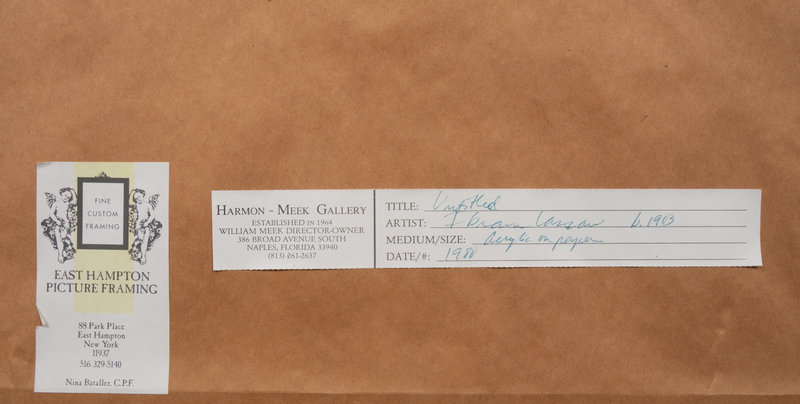 FINE
CUSTOM
FRAMING
EAST HAMPTON
PICTURE FRAMING
88 Park Place
East Hampton
New York
11937
516 329-5140
Nina Bataller, C.P.F.
HARMON - MEEK GALLERY
ESTABLISHED IN 1964
WILLIAM MEEK DIRECTOR-OWNER
386 BROAD AVENUE SOUTH
NAPLES, FLORIDA 33940
(813) 261-2637
TITLE: Untitled
ARTIST: Lassaw b. 1913
MEDIUM/SIZE: Acrylic on paper
DATE/#: 1980